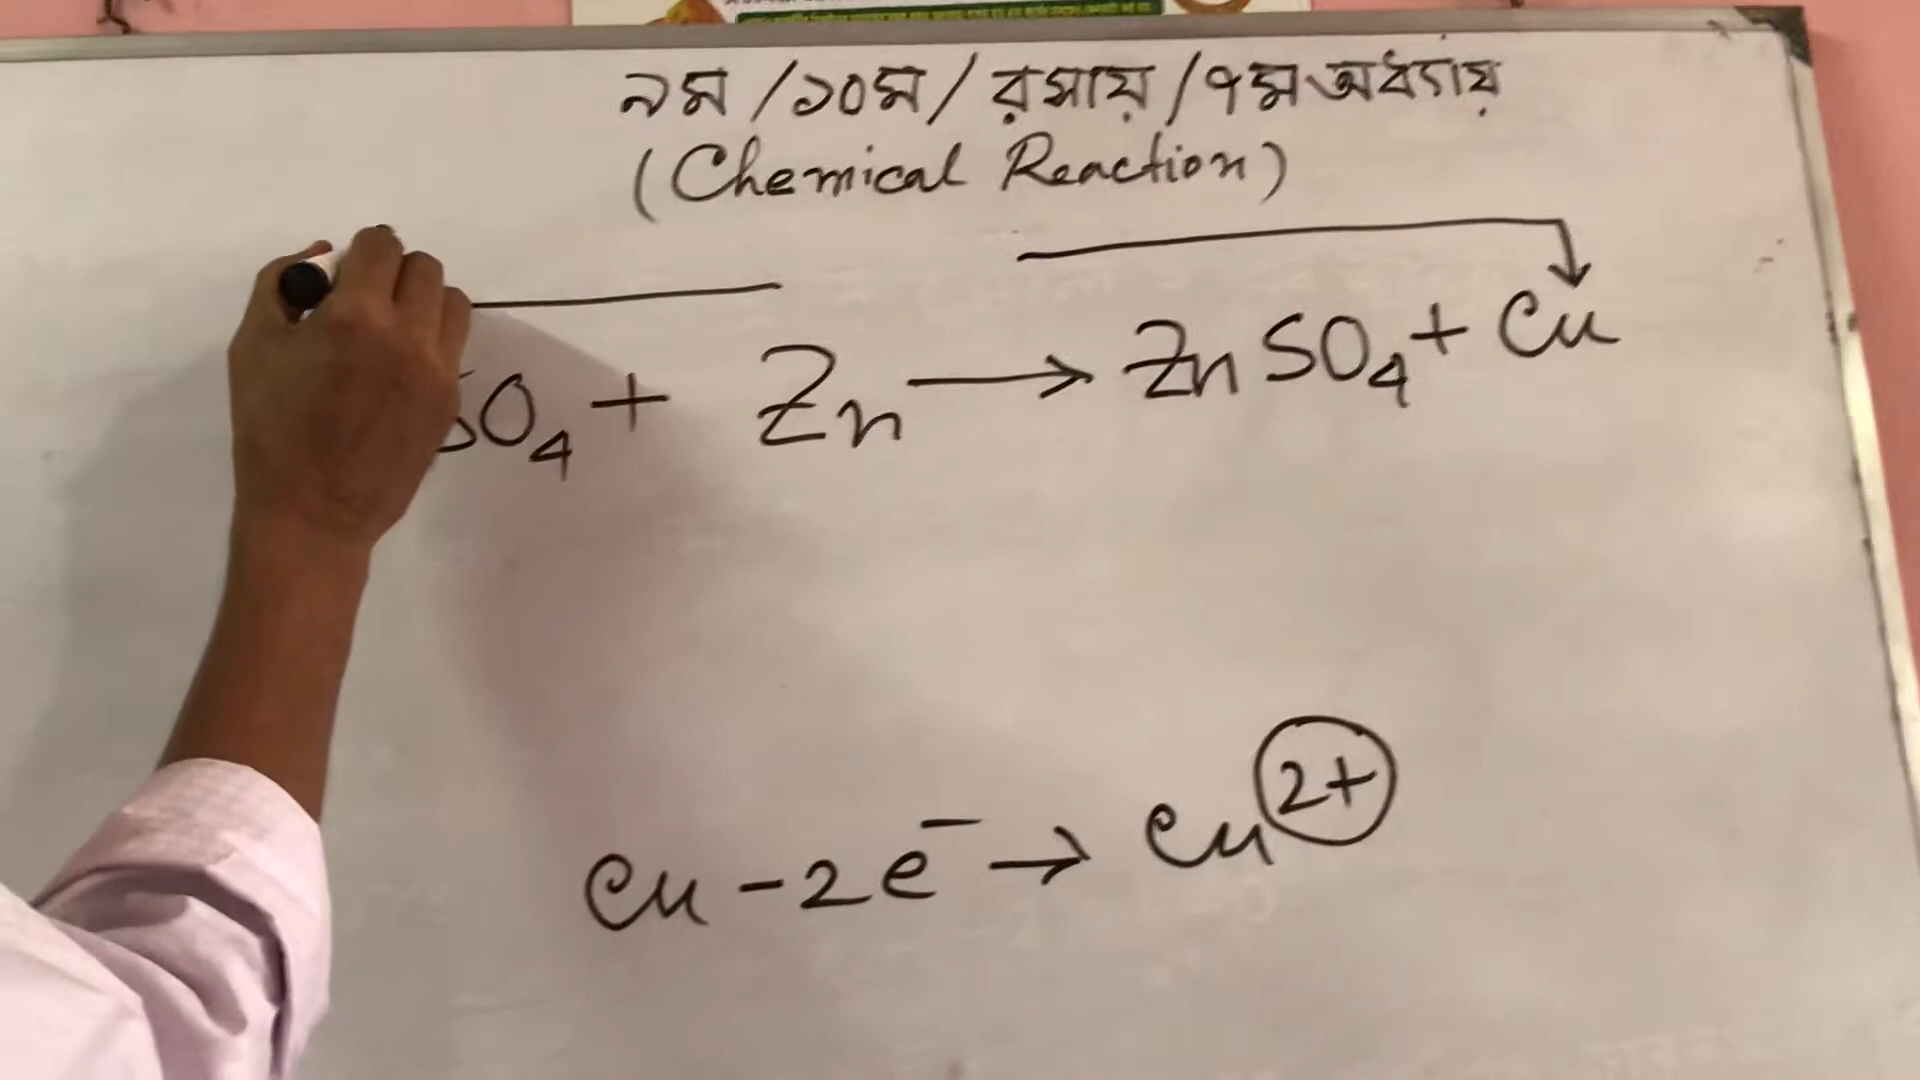 ৯ম /১০ম / রসায় / ৭ম অধ্যায়
(Chemical Reaction)
SO₄ + Zn → ZnSO₄ + Cu
Cu - 2e⁻ → Cu²⁺